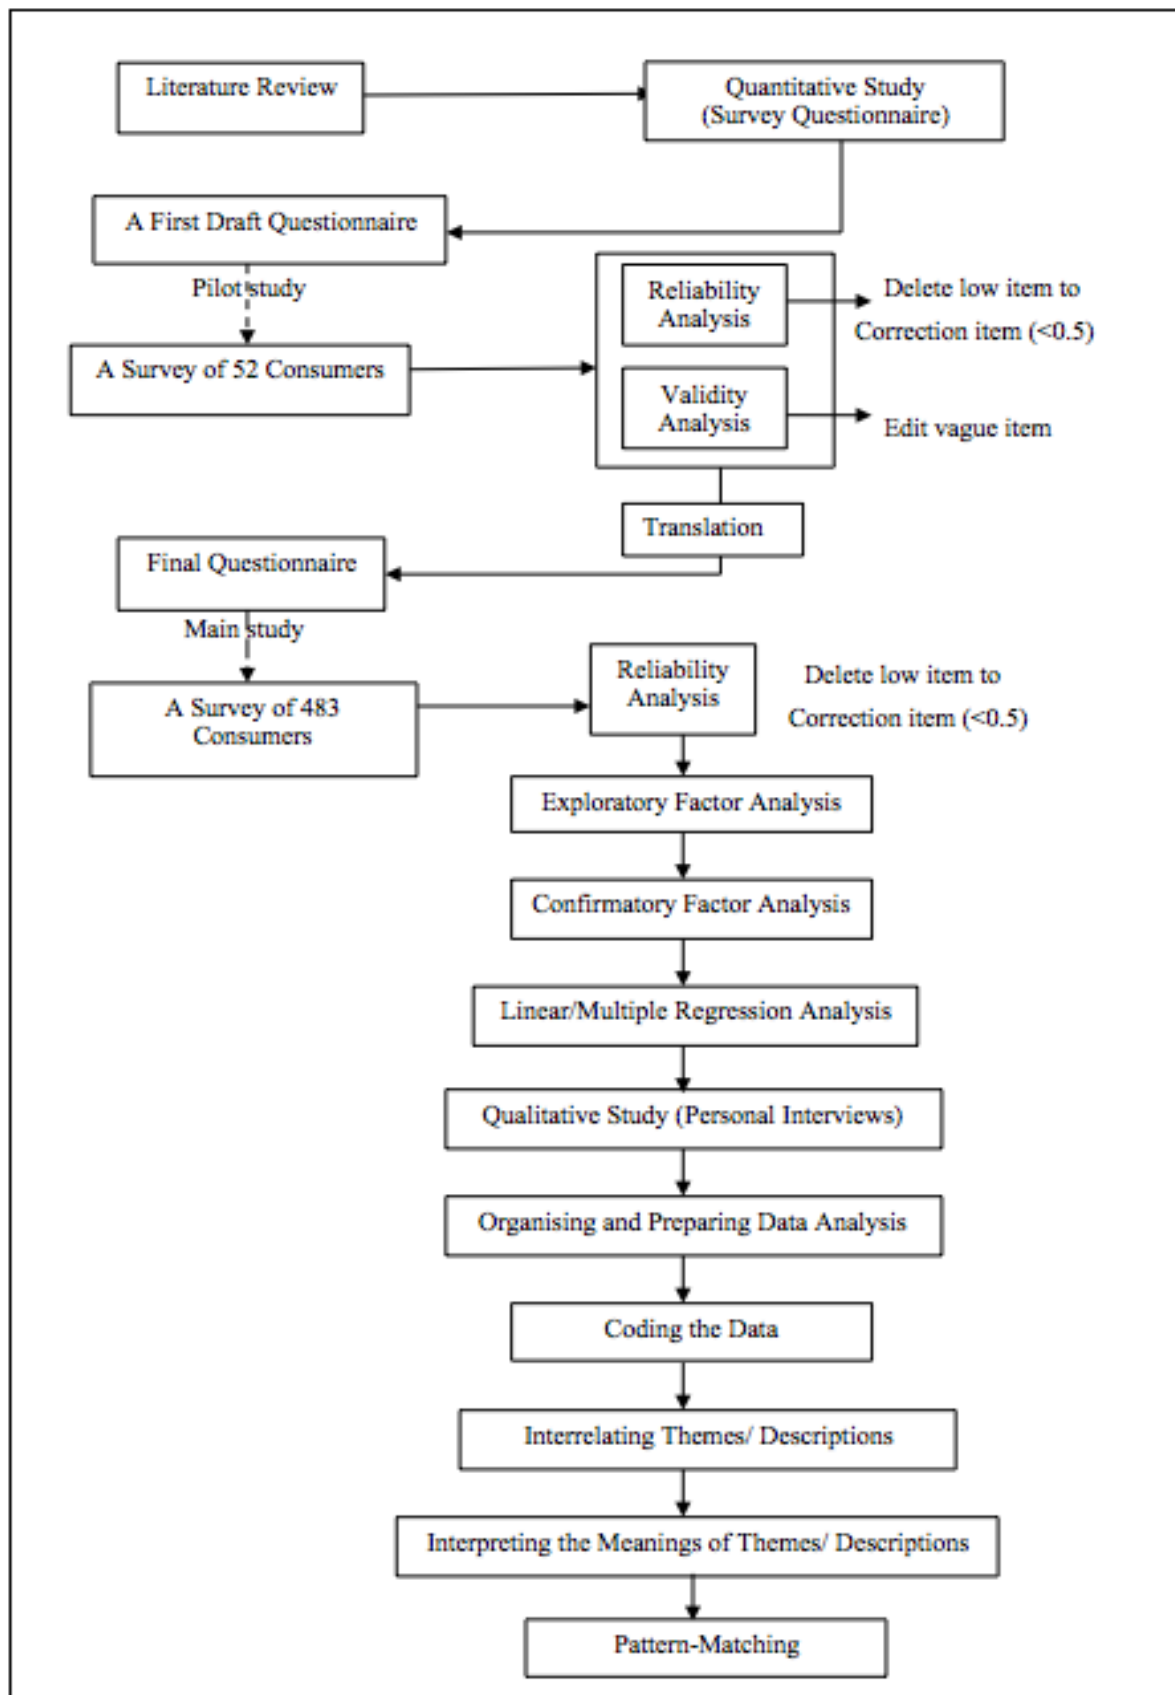 Literature Review
Quantitative Study
(Survey Questionnaire)
A First Draft Questionnaire
Pilot study
Reliability
Analysis
Delete low item to
Correction item (<0.5)
A Survey of 52 Consumers
Validity
Analysis
Edit vague item
Translation
Final Questionnaire
Main study
A Survey of 483
Consumers
Reliability
Analysis
Delete low item to
Correction item (<0.5)
Exploratory Factor Analysis
Confirmatory Factor Analysis
Linear/Multiple Regression Analysis
Qualitative Study (Personal Interviews)
Organising and Preparing Data Analysis
Coding the Data
Interrelating Themes/ Descriptions
Interpreting the Meanings of Themes/ Descriptions
Pattern-Matching